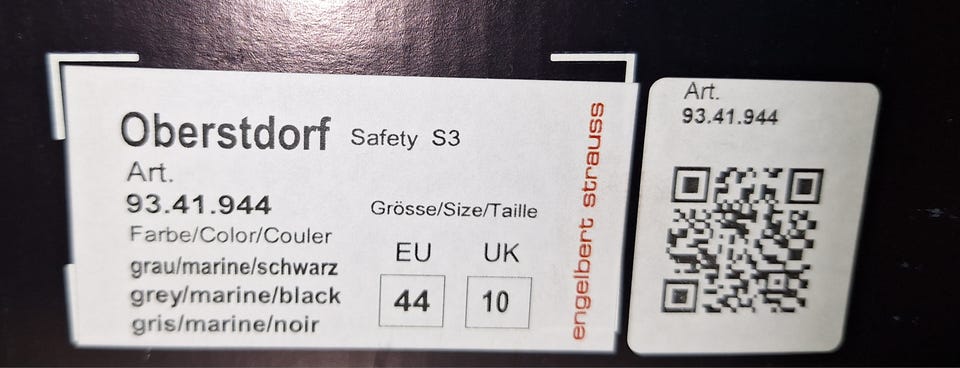 Oberstdorf Safety S3
Art.
93.41.944
Farbe/Color/Couler
grau/marine/schwarz
grey/marine/black
gris/marine/noir
Grösse/Size/Taille
EU UK
44 10
engelbert strauss
Art.
93.41.944